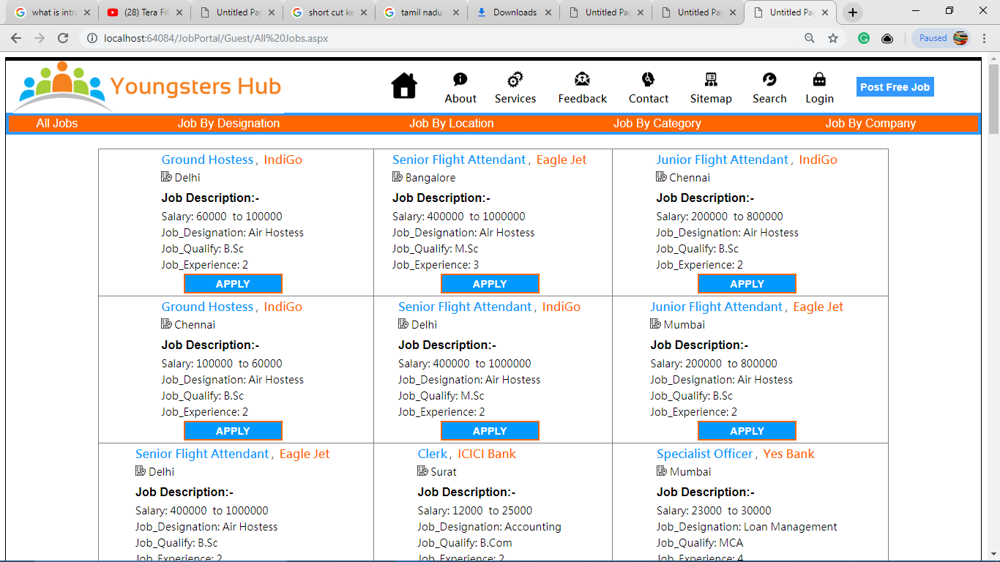 what is intra
(28) Tera Fit
Untitled Pag
short cut ke
tamil nadu
Downloads
Untitled Pag
Untitled Pag
Untitled Pag
localhost:64084/JobPortal/Guest/All%20Jobs.aspx
Paused
Youngsters Hub
About
Services
Feedback
Contact
Sitemap
Search
Login
Post Free Job
All Jobs
Job By Designation
Job By Location
Job By Category
Job By Company
Ground Hostess , IndiGo
Delhi
Job Description:-
Salary: 60000 to 100000
Job_Designation: Air Hostess
Job_Qualify: B.Sc
Job_Experience: 2
APPLY
Senior Flight Attendant , Eagle Jet
Bangalore
Job Description:-
Salary: 400000 to 1000000
Job_Designation: Air Hostess
Job_Qualify: M.Sc
Job_Experience: 3
APPLY
Junior Flight Attendant , IndiGo
Chennai
Job Description:-
Salary: 200000 to 800000
Job_Designation: Air Hostess
Job_Qualify: B.Sc
Job_Experience: 2
APPLY
Ground Hostess , IndiGo
Chennai
Job Description:-
Salary: 100000 to 60000
Job_Designation: Air Hostess
Job_Qualify: B.Sc
Job_Experience: 2
APPLY
Senior Flight Attendant , IndiGo
Delhi
Job Description:-
Salary: 400000 to 1000000
Job_Designation: Air Hostess
Job_Qualify: M.Sc
Job_Experience: 2
APPLY
Junior Flight Attendant , Eagle Jet
Mumbai
Job Description:-
Salary: 200000 to 800000
Job_Designation: Air Hostess
Job_Qualify: B.Sc
Job_Experience: 2
APPLY
Senior Flight Attendant , Eagle Jet
Delhi
Job Description:-
Salary: 400000 to 1000000
Job_Designation: Air Hostess
Job_Qualify: B.Sc
Job_Experience: 2
Clerk , ICICI Bank
Surat
Job Description:-
Salary: 12000 to 25000
Job_Designation: Accounting
Job_Qualify: B.Com
Job_Experience: 2
Specialist Officer , Yes Bank
Mumbai
Job Description:-
Salary: 23000 to 30000
Job_Designation: Loan Management
Job_Qualify: MCA
Job_Experience: 4